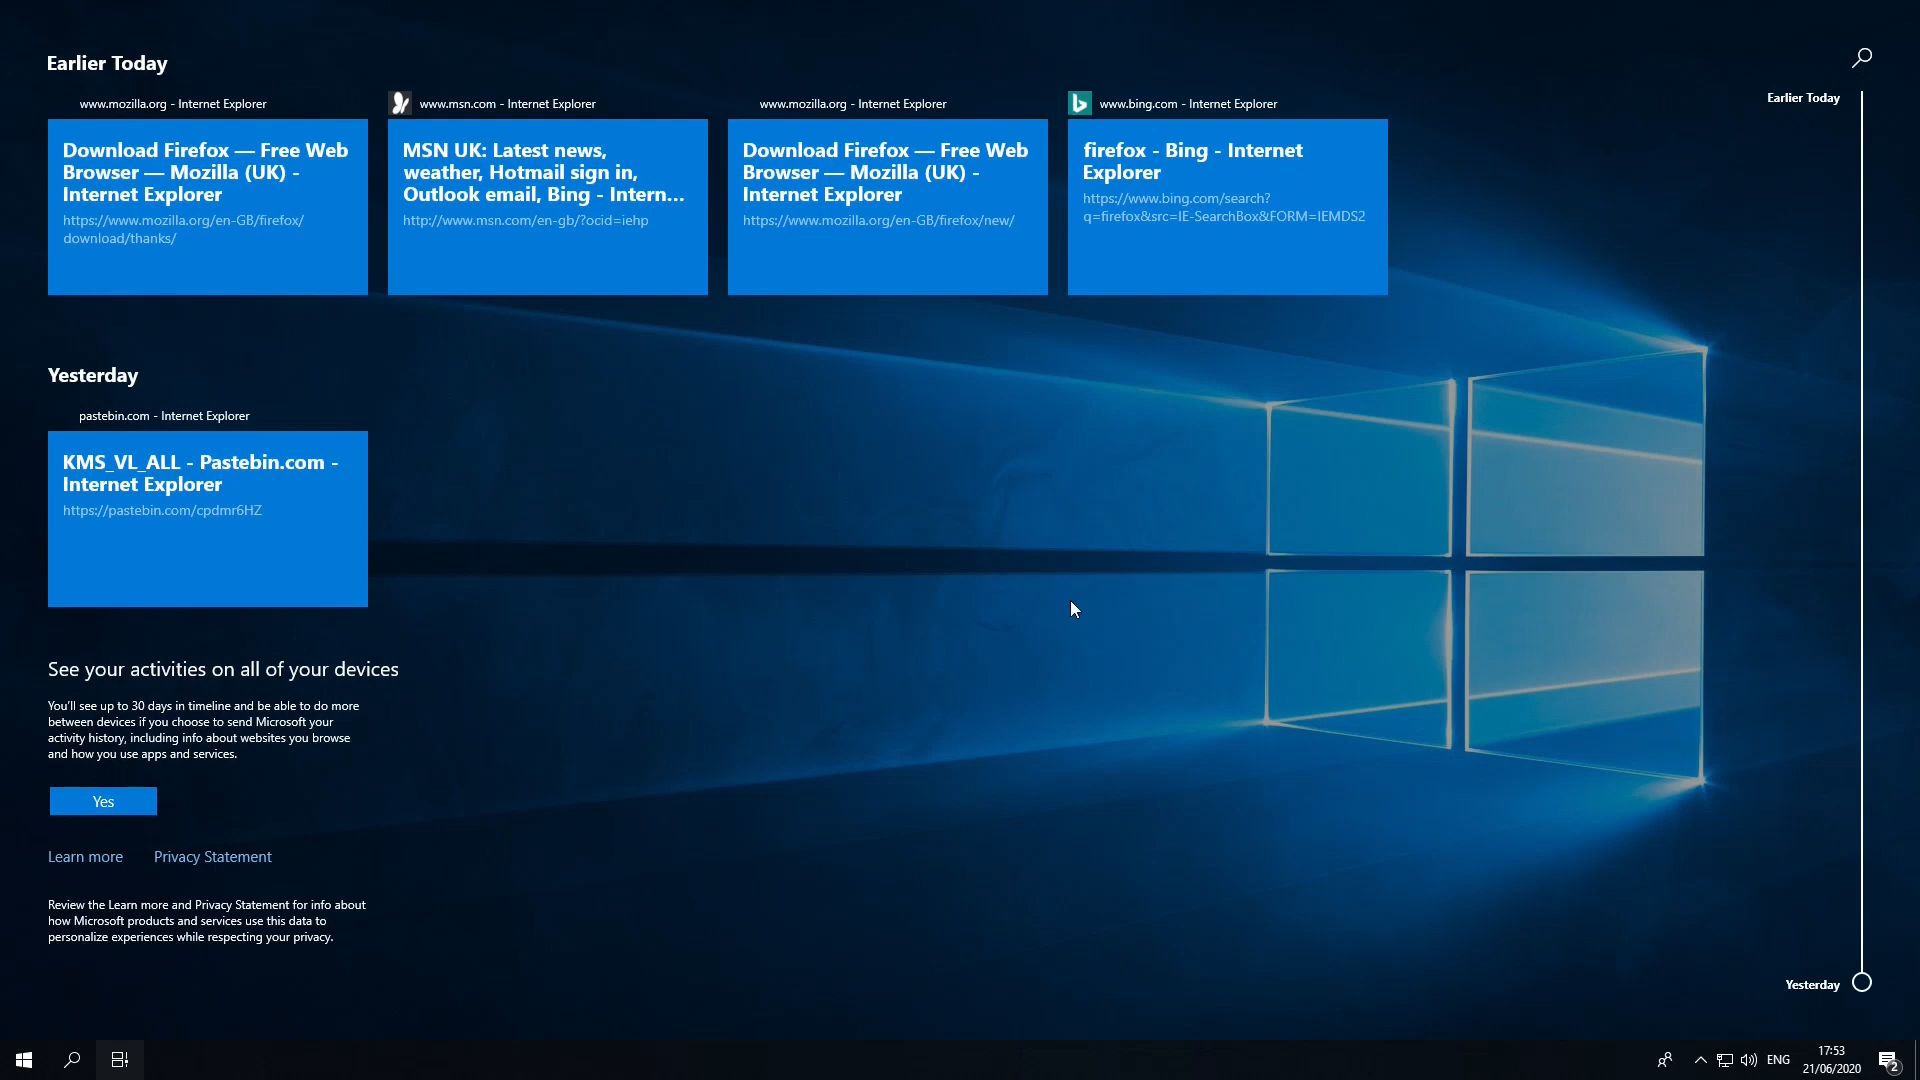 Earlier Today
www.mozilla.org - Internet Explorer
Download Firefox — Free Web
Browser — Mozilla (UK) -
Internet Explorer
https://www.mozilla.org/en-GB/firefox/
download/thanks/
www.msn.com - Internet Explorer
MSN UK: Latest news,
weather, Hotmail sign in,
Outlook email, Bing - Intern...
http://www.msn.com/en-gb/?ocid=iehp
www.mozilla.org - Internet Explorer
Download Firefox — Free Web
Browser — Mozilla (UK) -
Internet Explorer
https://www.mozilla.org/en-GB/firefox/new/
www.bing.com - Internet Explorer
firefox - Bing - Internet
Explorer
https://www.bing.com/search?
q=firefox&src=IE-SearchBox&FORM=IEMDS2
Earlier Today
Yesterday
pastebin.com - Internet Explorer
KMS_VL_ALL - Pastebin.com -
Internet Explorer
https://pastebin.com/cpdmr6HZ
See your activities on all of your devices
You'll see up to 30 days in timeline and be able to do more
between devices if you choose to send Microsoft your
activity history, including info about websites you browse
and how you use apps and services.
Yes
Learn more Privacy Statement
Review the Learn more and Privacy Statement for info about
how Microsoft products and services use this data to
personalize experiences while respecting your privacy.
Yesterday
ENG
17:53
21/06/2020
2